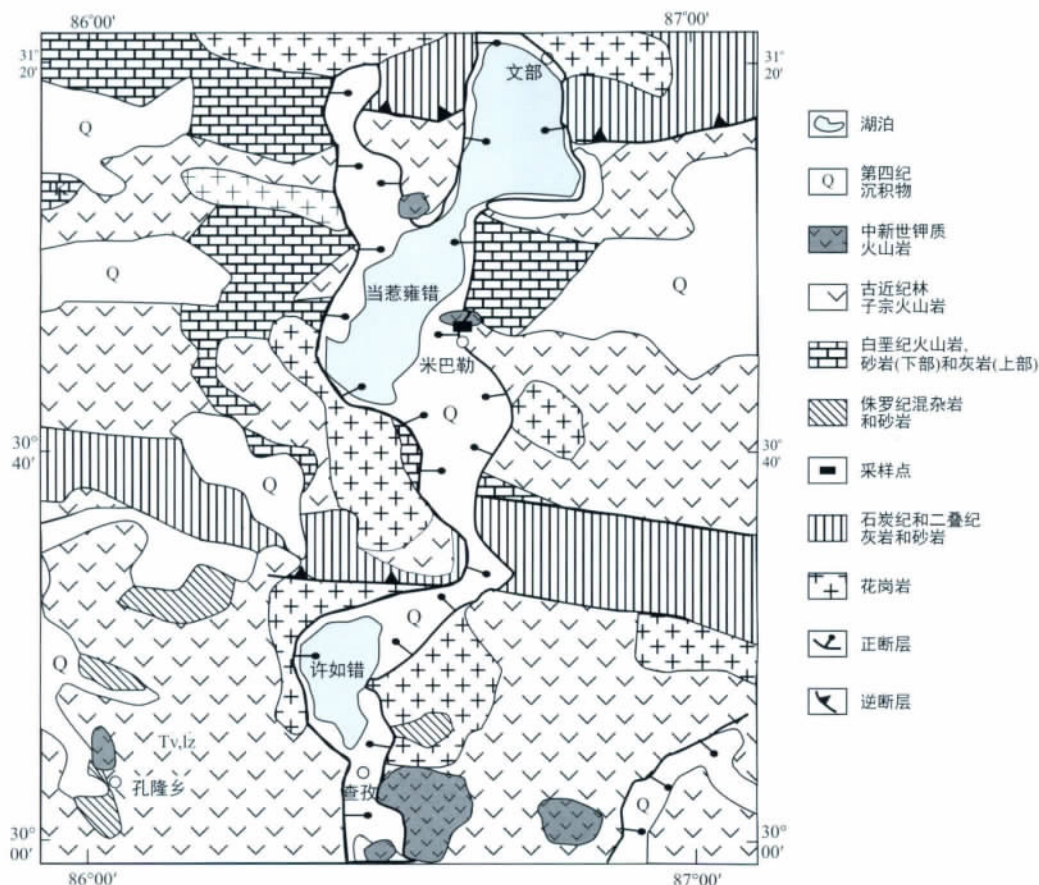 86°00′
87°00′
31°
20′
31°
20′
文部
Q
当惹雍错
Q
Q
米巴勒
Q
30°
40′
30°
40′
Q
Q
Q
许如错
Tv,lz
孔隆乡
查孜
Q
30°
00′
30°
00′
86°00′
87°00′
湖泊
Q
第四纪
沉积物
中新世钾质
火山岩
古近纪林
子宗火山岩
白垩纪火山岩,
砂岩(下部)和灰岩(上部)
侏罗纪混杂岩
和砂岩
采样点
石炭纪和二叠纪
灰岩和砂岩
花岗岩
正断层
逆断层